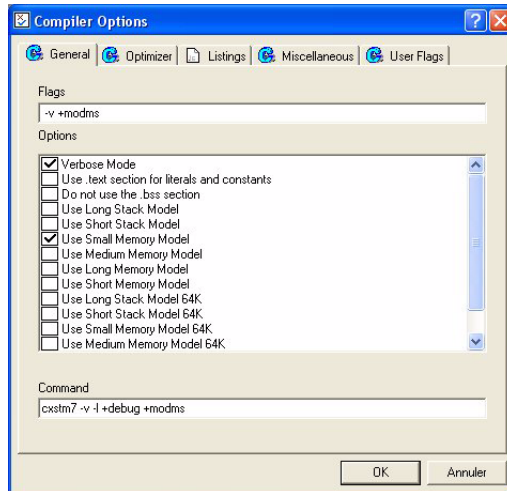 Compiler Options
General
Optimizer
Listings
Miscellaneous
User Flags
Flags
-v +modms
Options
Verbose Mode
Use .text section for literals and constants
Do not use the .bss section
Use Long Stack Model
Use Short Stack Model
Use Small Memory Model
Use Medium Memory Model
Use Long Memory Model
Use Short Memory Model
Use Long Stack Model 64K
Use Short Stack Model 64K
Use Small Memory Model 64K
Use Medium Memory Model 64K
Command
cxstm7 -v -l +debug +modms
OK
Annuler